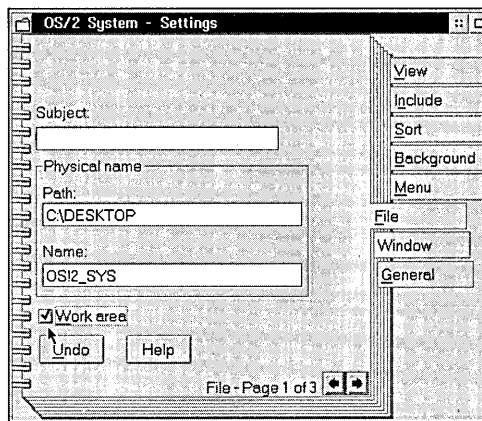 OS/2 System - Settings
View
Include
Sort
Background
Menu
File
Window
General
Subject:
Physical name
Path:
C:\DESKTOP
Name:
OS!2_SYS
Work area
Undo
Help
File - Page 1 of 3